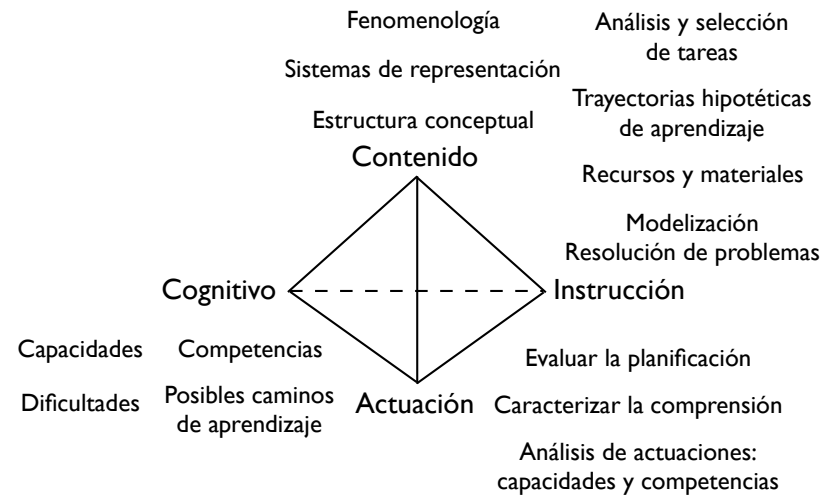 Fenomenología
Sistemas de representación
Estructura conceptual
Contenido
Análisis y selección
de tareas
Trayectorias hipotéticas
de aprendizaje
Recursos y materiales
Modelización
Resolución de problemas
Cognitivo
Instrucción
Capacidades
Competencias
Dificultades
Posibles caminos
de aprendizaje
Actuación
Evaluar la planificación
Caracterizar la comprensión
Análisis de actuaciones:
capacidades y competencias